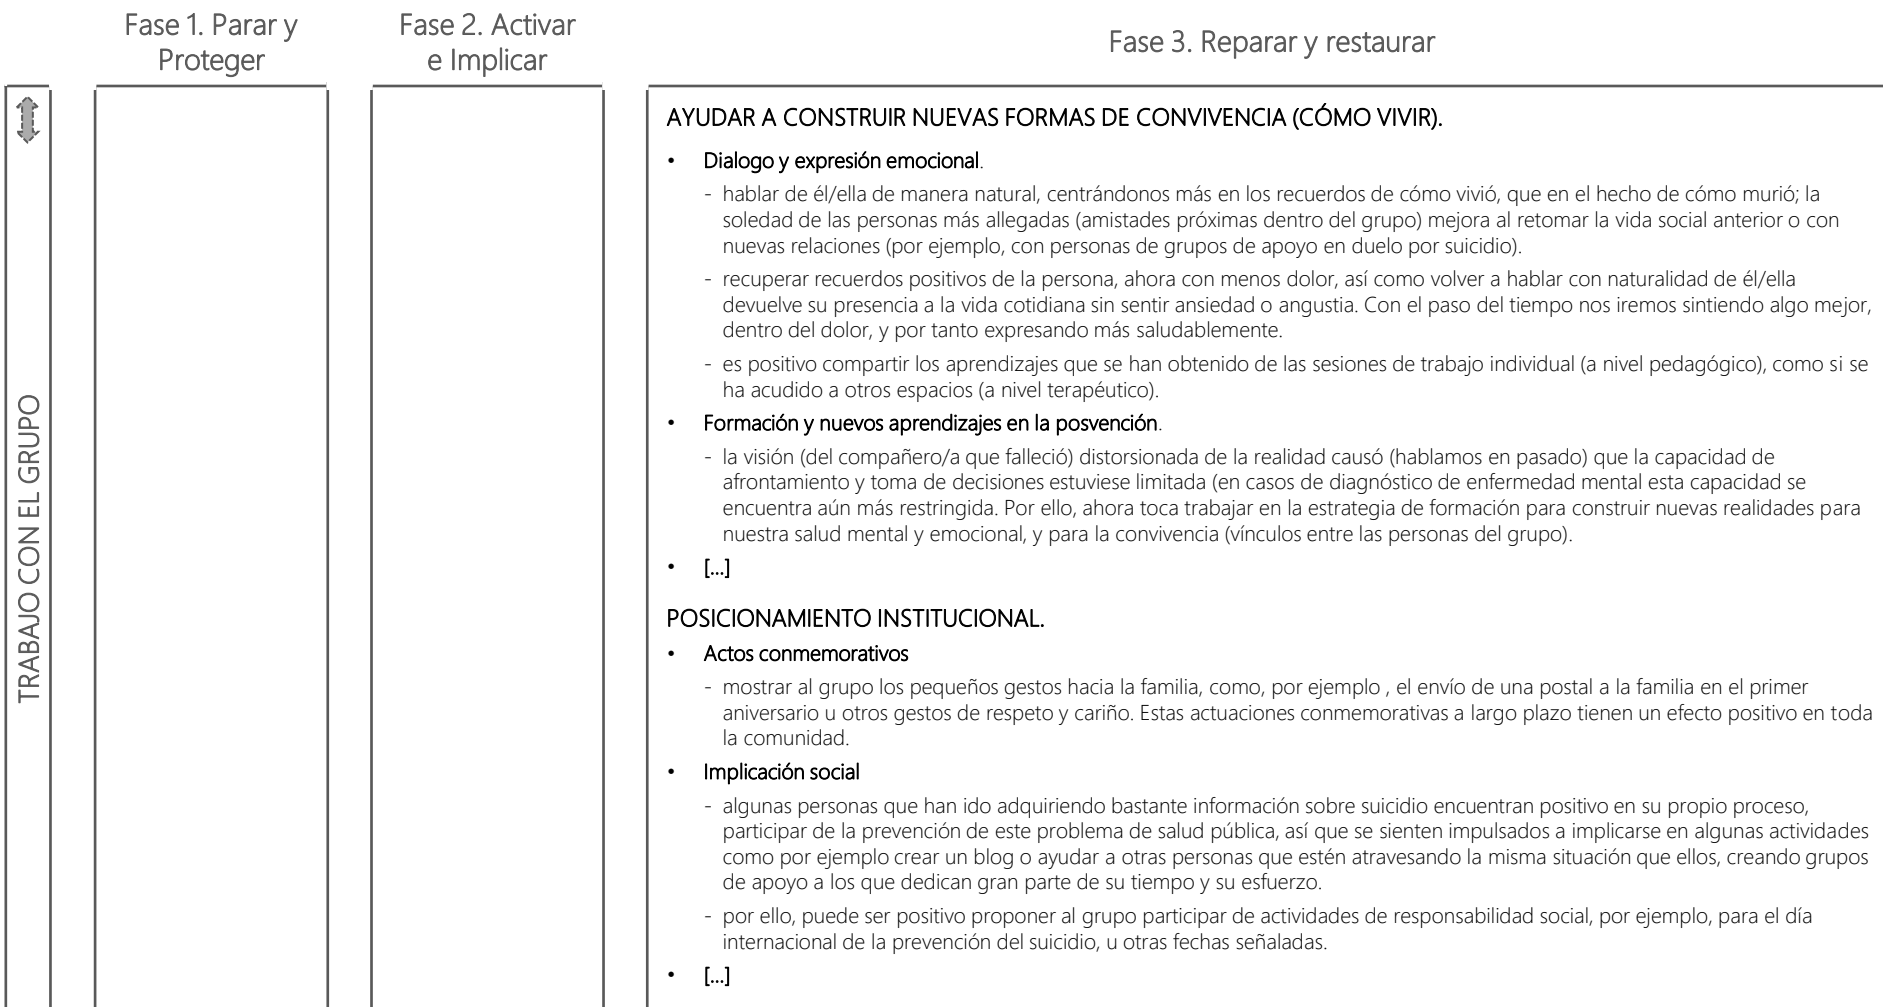 Fase 1. Parar y
Proteger
Fase 2. Activar
e Implicar
Fase 3. Reparar y restaurar
TRABAJO CON EL GRUPO
AYUDAR A CONSTRUIR NUEVAS FORMAS DE CONVIVENCIA (CÓMO VIVIR).
• Dialogo y expresión emocional.
- hablar de él/ella de manera natural, centrándonos más en los recuerdos de cómo vivió, que en el hecho de cómo murió; la
soledad de las personas más allegadas (amistades próximas dentro del grupo) mejora al retomar la vida social anterior o con
nuevas relaciones (por ejemplo, con personas de grupos de apoyo en duelo por suicidio).
- recuperar recuerdos positivos de la persona, ahora con menos dolor, así como volver a hablar con naturalidad de él/ella
devuelve su presencia a la vida cotidiana sin sentir ansiedad o angustia. Con el paso del tiempo nos iremos sintiendo algo mejor,
dentro del dolor, y por tanto expresando más saludablemente.
- es positivo compartir los aprendizajes que se han obtenido de las sesiones de trabajo individual (a nivel pedagógico), como si se
ha acudido a otros espacios (a nivel terapéutico).
• Formación y nuevos aprendizajes en la posvención.
- la visión (del compañero/a que falleció) distorsionada de la realidad causó (hablamos en pasado) que la capacidad de
afrontamiento y toma de decisiones estuviese limitada (en casos de diagnóstico de enfermedad mental esta capacidad se
encuentra aún más restringida. Por ello, ahora toca trabajar en la estrategia de formación para construir nuevas realidades para
nuestra salud mental y emocional, y para la convivencia (vínculos entre las personas del grupo).
• [...]
POSICIONAMIENTO INSTITUCIONAL.
• Actos conmemorativos
- mostrar al grupo los pequeños gestos hacia la familia, como, por ejemplo , el envío de una postal a la familia en el primer
aniversario u otros gestos de respeto y cariño. Estas actuaciones conmemorativas a largo plazo tienen un efecto positivo en toda
la comunidad.
• Implicación social
- algunas personas que han ido adquiriendo bastante información sobre suicidio encuentran positivo en su propio proceso,
participar de la prevención de este problema de salud pública, así que se sienten impulsados a implicarse en algunas actividades
como por ejemplo crear un blog o ayudar a otras personas que estén atravesando la misma situación que ellos, creando grupos
de apoyo a los que dedican gran parte de su tiempo y su esfuerzo.
- por ello, puede ser positivo proponer al grupo participar de actividades de responsabilidad social, por ejemplo, para el día
internacional de la prevención del suicidio, u otras fechas señaladas.
• [...]